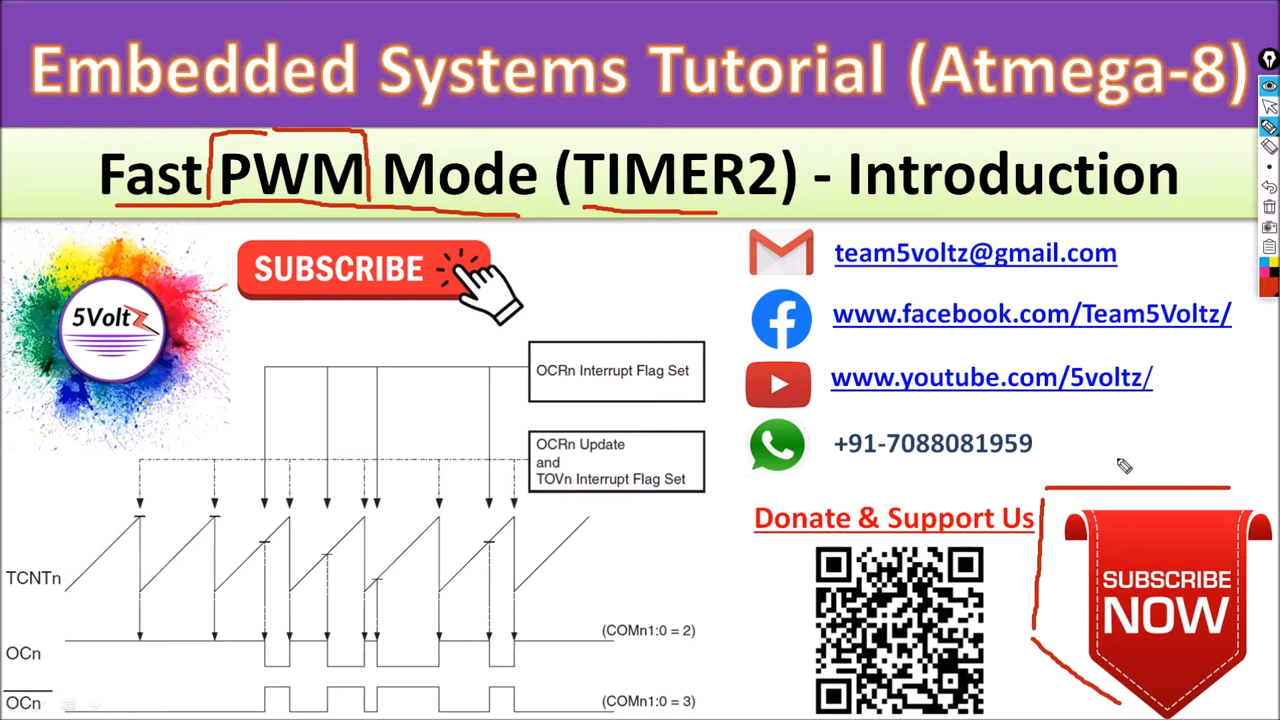 Embedded Systems Tutorial (Atmega-8)
Fast PWM Mode (TIMER2) - Introduction
5VoltZ
SUBSCRIBE
team5voltz@gmail.com
www.facebook.com/Team5Voltz/
www.youtube.com/5voltz/
+91-7088081959
Donate & Support Us
SUBSCRIBE
NOW
OCRn Interrupt Flag Set
OCRn Update
and
TOVn Interrupt Flag Set
TCNTn
OCn
(COMn1:0 = 2)
OCn
(COMn1:0 = 3)